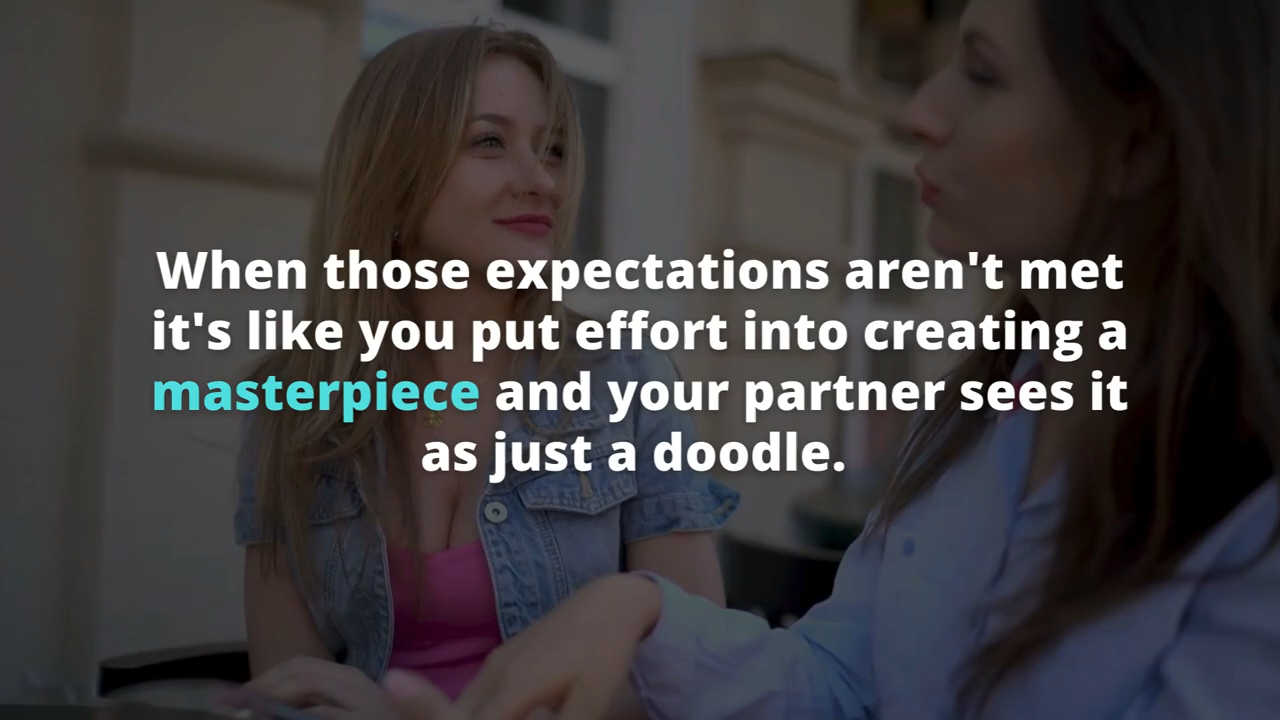 When those expectations aren't met
it's like you put effort into creating a
masterpiece and your partner sees it
as just a doodle.